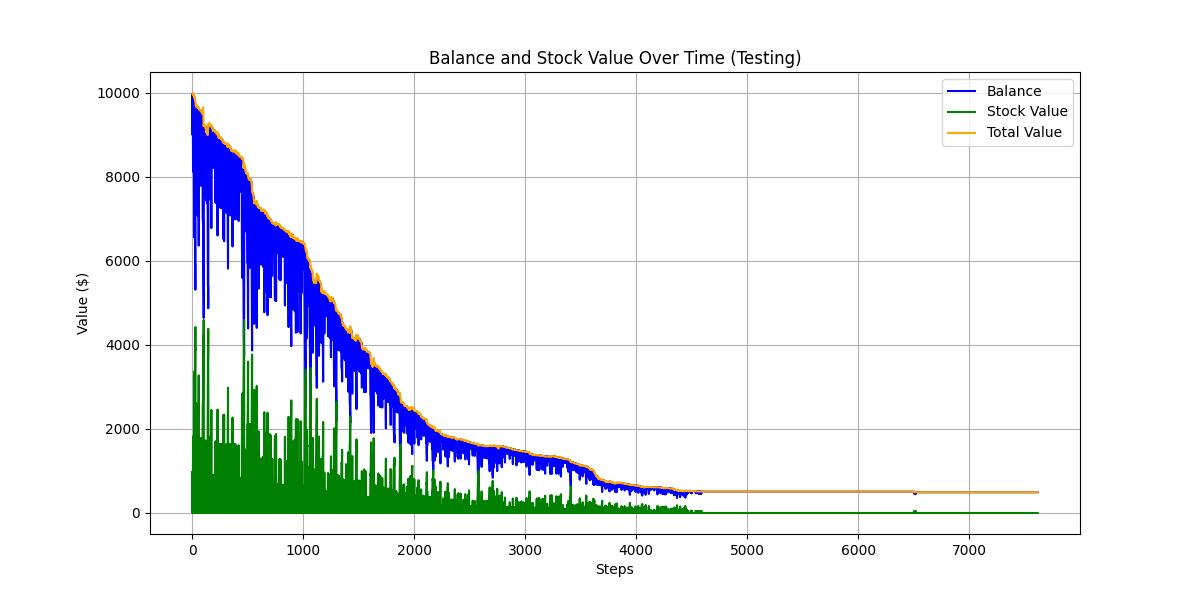 Balance and Stock Value Over Time (Testing)
Balance
Stock Value
Total Value
Value ($)
10000
8000
6000
4000
2000
0
0 1000 2000 3000 4000 5000 6000 7000
Steps